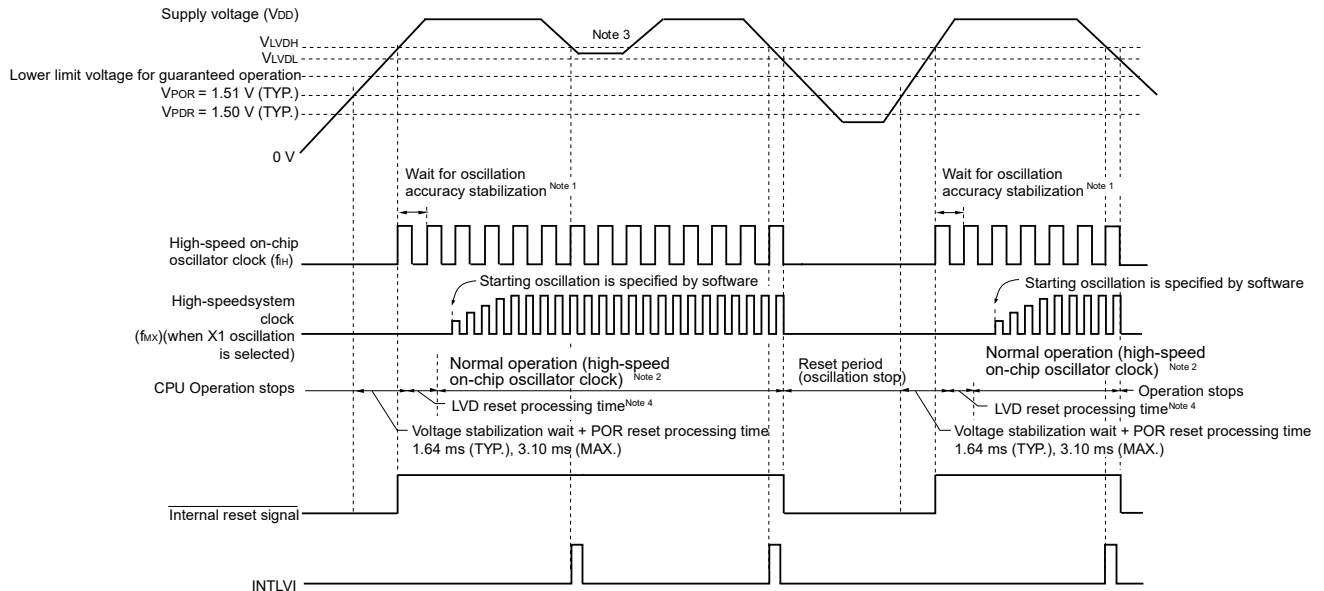 Supply voltage (VDD)
VLVDH
VLVDL
Note 3
Lower limit voltage for guaranteed operation
VPOR = 1.51 V (TYP.)
VPDR = 1.50 V (TYP.)
0 V
Wait for oscillation
accuracy stabilization Note 1
Wait for oscillation
accuracy stabilization Note 1
High-speed on-chip
oscillator clock (fIH)
Starting oscillation is specified by software
Starting oscillation is specified by software
High-speedsystem
clock
(fMX)(when X1 oscillation
is selected)
Normal operation (high-speed
on-chip oscillator clock) Note 2
Reset period
(oscillation stop)
Normal operation (high-speed
on-chip oscillator clock) Note 2
CPU Operation stops
Operation stops
LVD reset processing time Note 4
LVD reset processing time Note 4
Voltage stabilization wait + POR reset processing time
1.64 ms (TYP.), 3.10 ms (MAX.)
Voltage stabilization wait + POR reset processing time
1.64 ms (TYP.), 3.10 ms (MAX.)
Internal reset signal
INTLVI